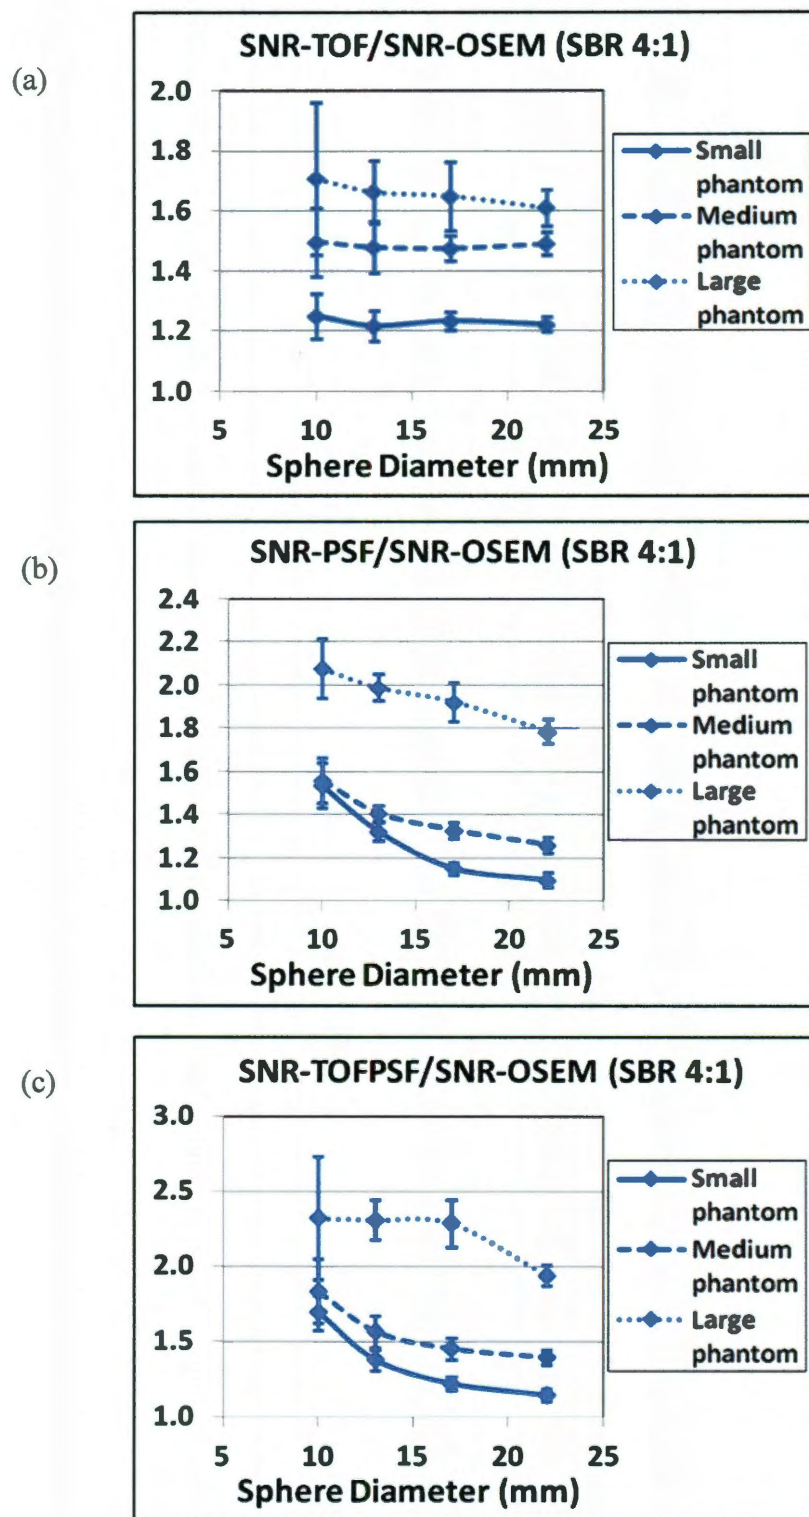 (a)
SNR-TOF/SNR-OSEM (SBR 4:1)
2.0
1.8
1.6
1.4
1.2
1.0
5 10 15 20 25
Sphere Diameter (mm)
Small
phantom
Medium
phantom
Large
phantom
(b)
SNR-PSF/SNR-OSEM (SBR 4:1)
2.4
2.2
2.0
1.8
1.6
1.4
1.2
1.0
5 10 15 20 25
Sphere Diameter (mm)
Small
phantom
Medium
phantom
Large
phantom
(c)
SNR-TOFPSF/SNR-OSEM (SBR 4:1)
3.0
2.5
2.0
1.5
1.0
5 10 15 20 25
Sphere Diameter (mm)
Small
phantom
Medium
phantom
Large
phantom